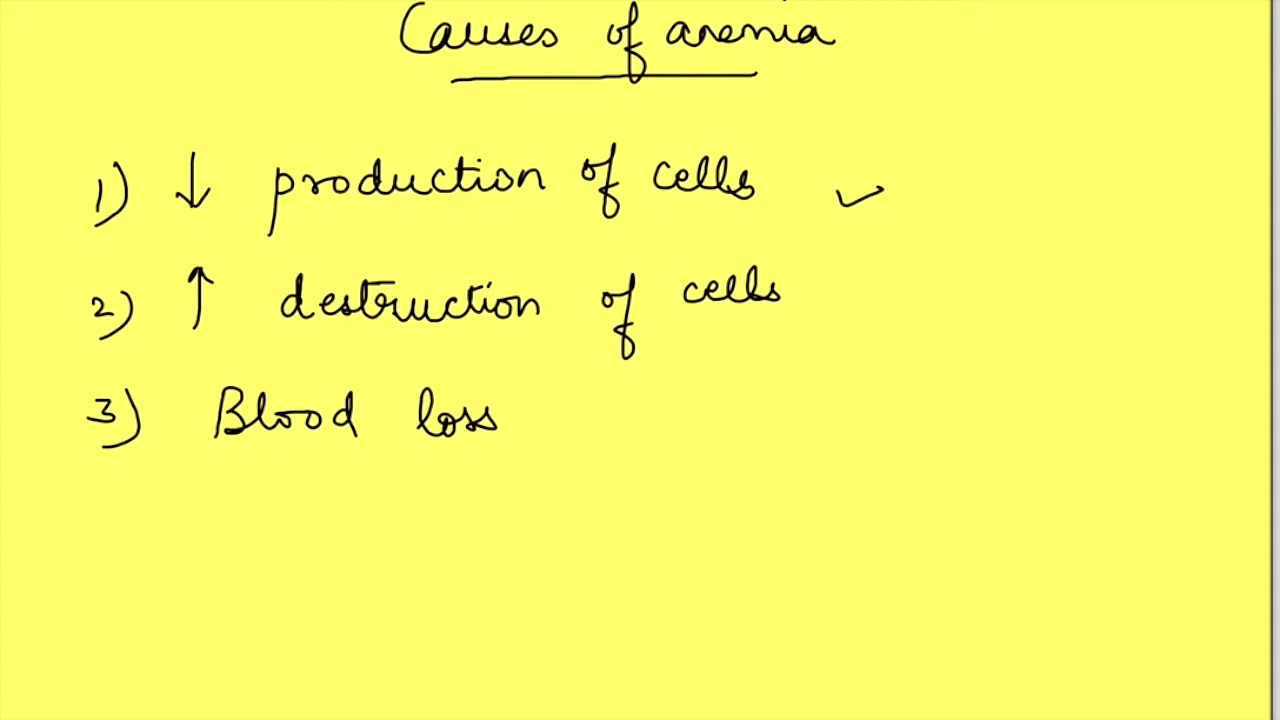 Causes of anemia
1) ↓ production of cells ✓
2) ↑ destruction of cells
3) Blood loss